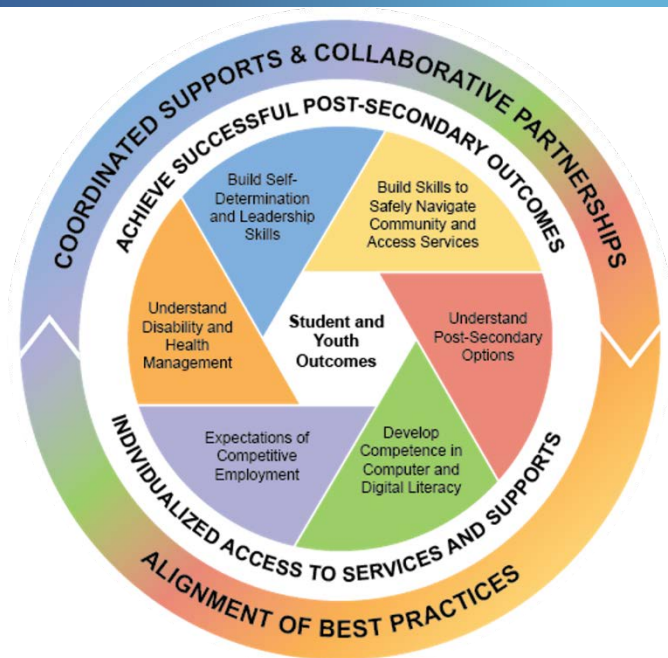 COORDINATED SUPPORTS & COLLABORATIVE PARTNERSHIPS
ACHIEVE SUCCESSFUL POST-SECONDARY OUTCOMES
Build Self-
Determination
and Leadership
Skills
Build Skills to
Safely Navigate
Community and
Access Services
Understand
Disability and
Health
Management
Student and
Youth
Outcomes
Understand
Post-Secondary
Options
Expectations of
Competitive
Employment
Develop
Competence in
Computer and
Digital Literacy
INDIVIDUALIZED ACCESS TO SERVICES AND SUPPORTS
ALIGNMENT OF BEST PRACTICES